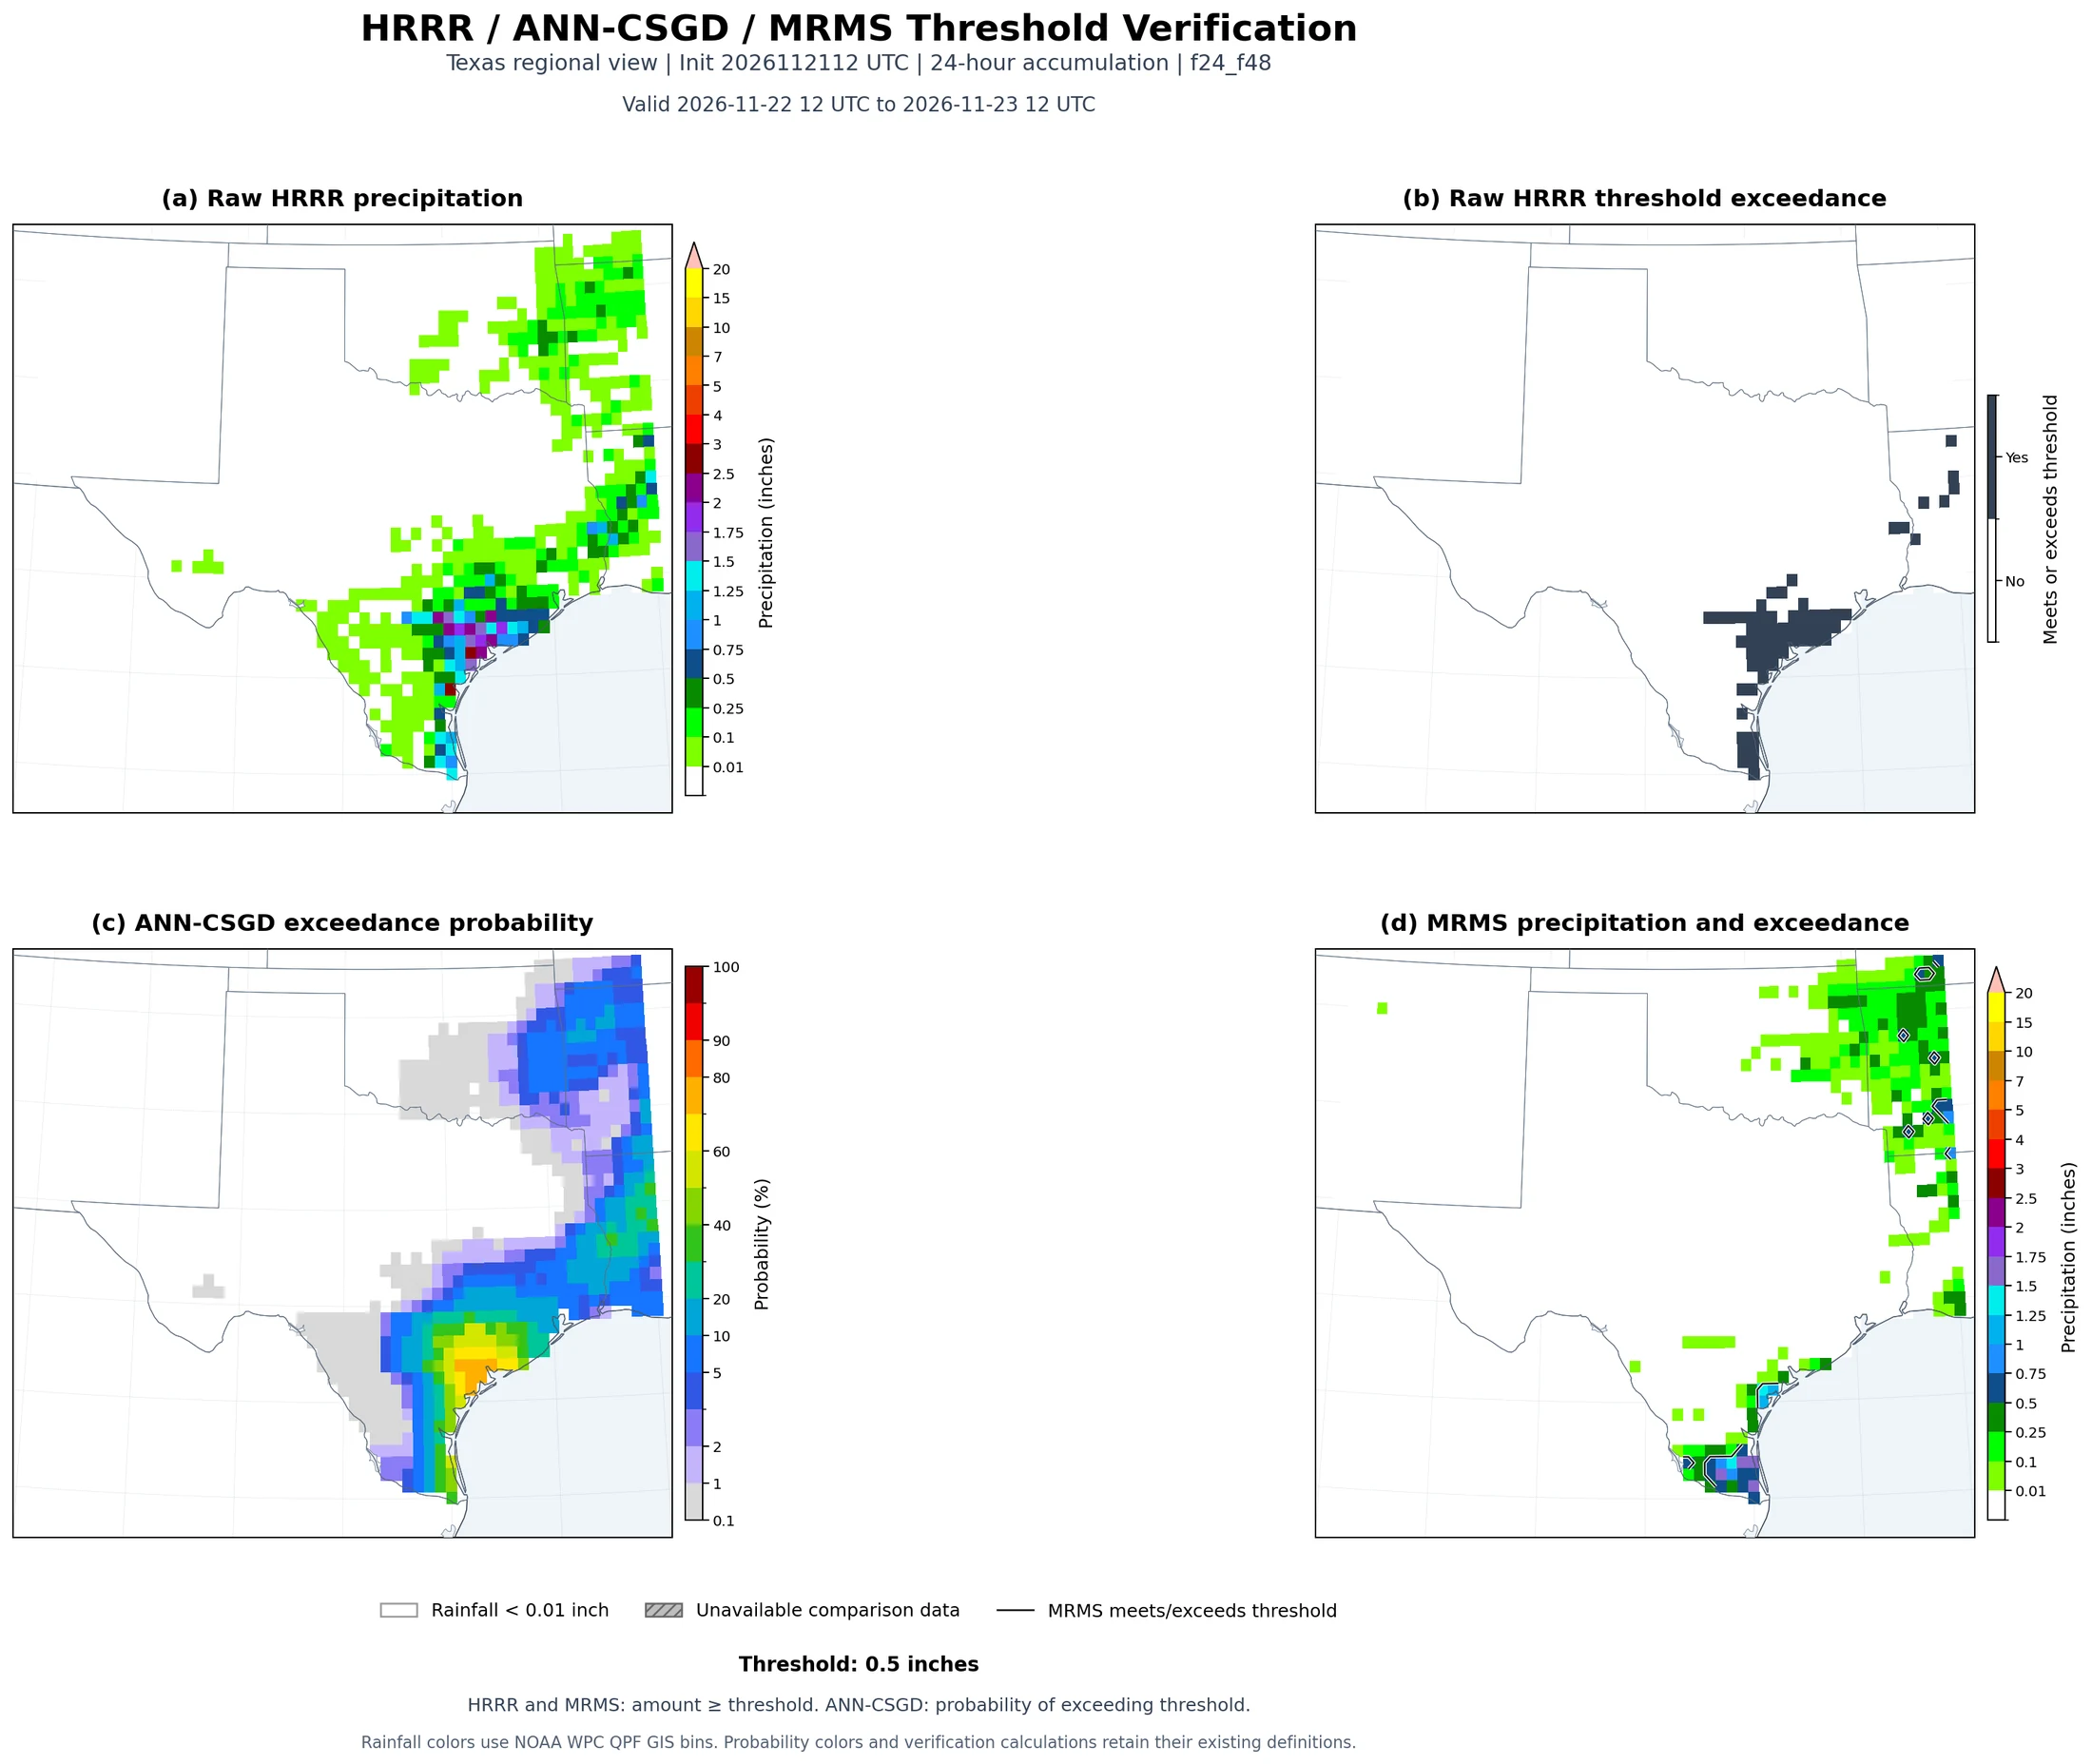 HRRR / ANN-CSGD / MRMS Threshold Verification
Texas regional view | Init 2026112112 UTC | 24-hour accumulation | f24_f48
Valid 2026-11-22 12 UTC to 2026-11-23 12 UTC
(a) Raw HRRR precipitation
20
15
10
7
5
4
3
2.5
2
1.75
1.5
1.25
1
0.75
0.5
0.25
0.1
0.01
Precipitation (inches)
(b) Raw HRRR threshold exceedance
Yes
No
Meets or exceeds threshold
(c) ANN-CSGD exceedance probability
100
90
80
60
40
20
10
5
2
1
0.1
Probability (%)
(d) MRMS precipitation and exceedance
20
15
10
7
5
4
3
2.5
2
1.75
1.5
1.25
1
0.75
0.5
0.25
0.1
0.01
Precipitation (inches)
Rainfall < 0.01 inch
Unavailable comparison data
MRMS meets/exceeds threshold
Threshold: 0.5 inches
HRRR and MRMS: amount ≥ threshold. ANN-CSGD: probability of exceeding threshold.
Rainfall colors use NOAA WPC QPF GIS bins. Probability colors and verification calculations retain their existing definitions.